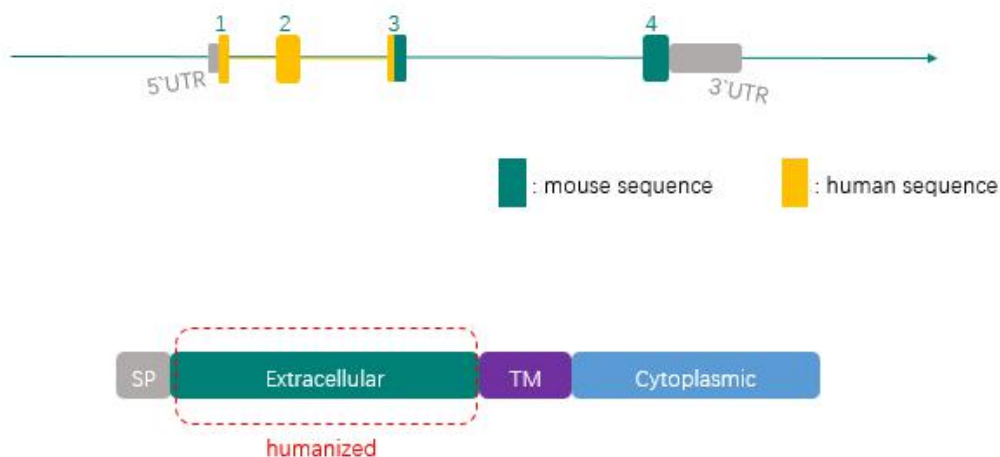 1 2 3 4
5`UTR 3`UTR
: mouse sequence : human sequence
SP Extracellular TM Cytoplasmic
humanized